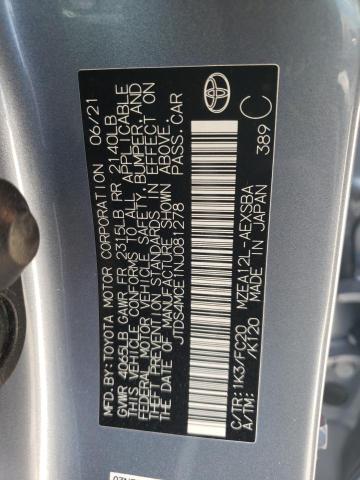 MFD.BY: TOYOTA MOTOR CORPORATION 06/21
GVWR 4065LB GAWR FR 2315LB RR 2140LB
THIS VEHICLE CONFORMS TO ALL APPLICABLE
FEDERAL MOTOR VEHICLE SAFETY, BUMPER, AND
THEFT PREVENTION STANDARDS IN EFFECT ON
THE DATE OF MANUFACTURE SHOWN ABOVE.
JTDS4MCE1NJ081278 PASS.CAR
C/TR: 1K3/FC20 MZEA12L-AEXSBA
A/TM: /K120 MADE IN JAPAN
389 C